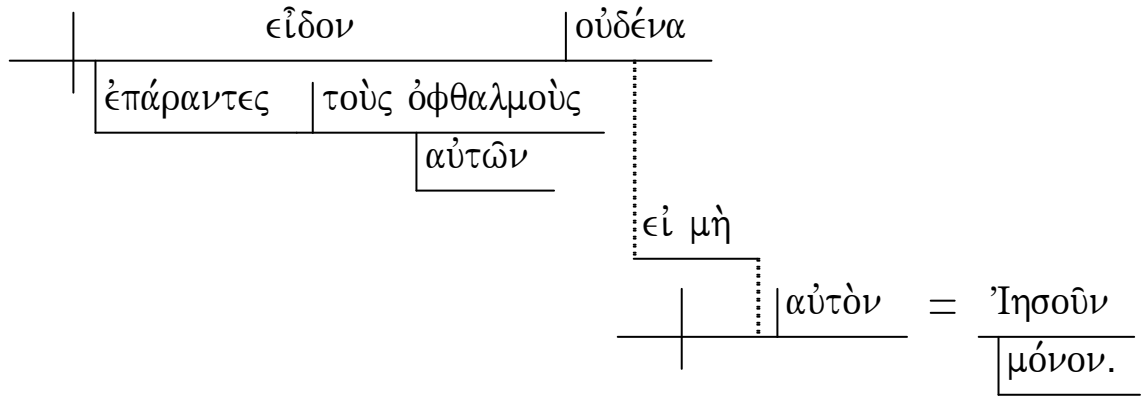 εἶδον οὐδένα
ἐπάραντες τοὺς ὀφθαλμοὺς
αὐτῶν
εἰ μὴ
αὐτὸν = Ἰησοῦν
μόνον.